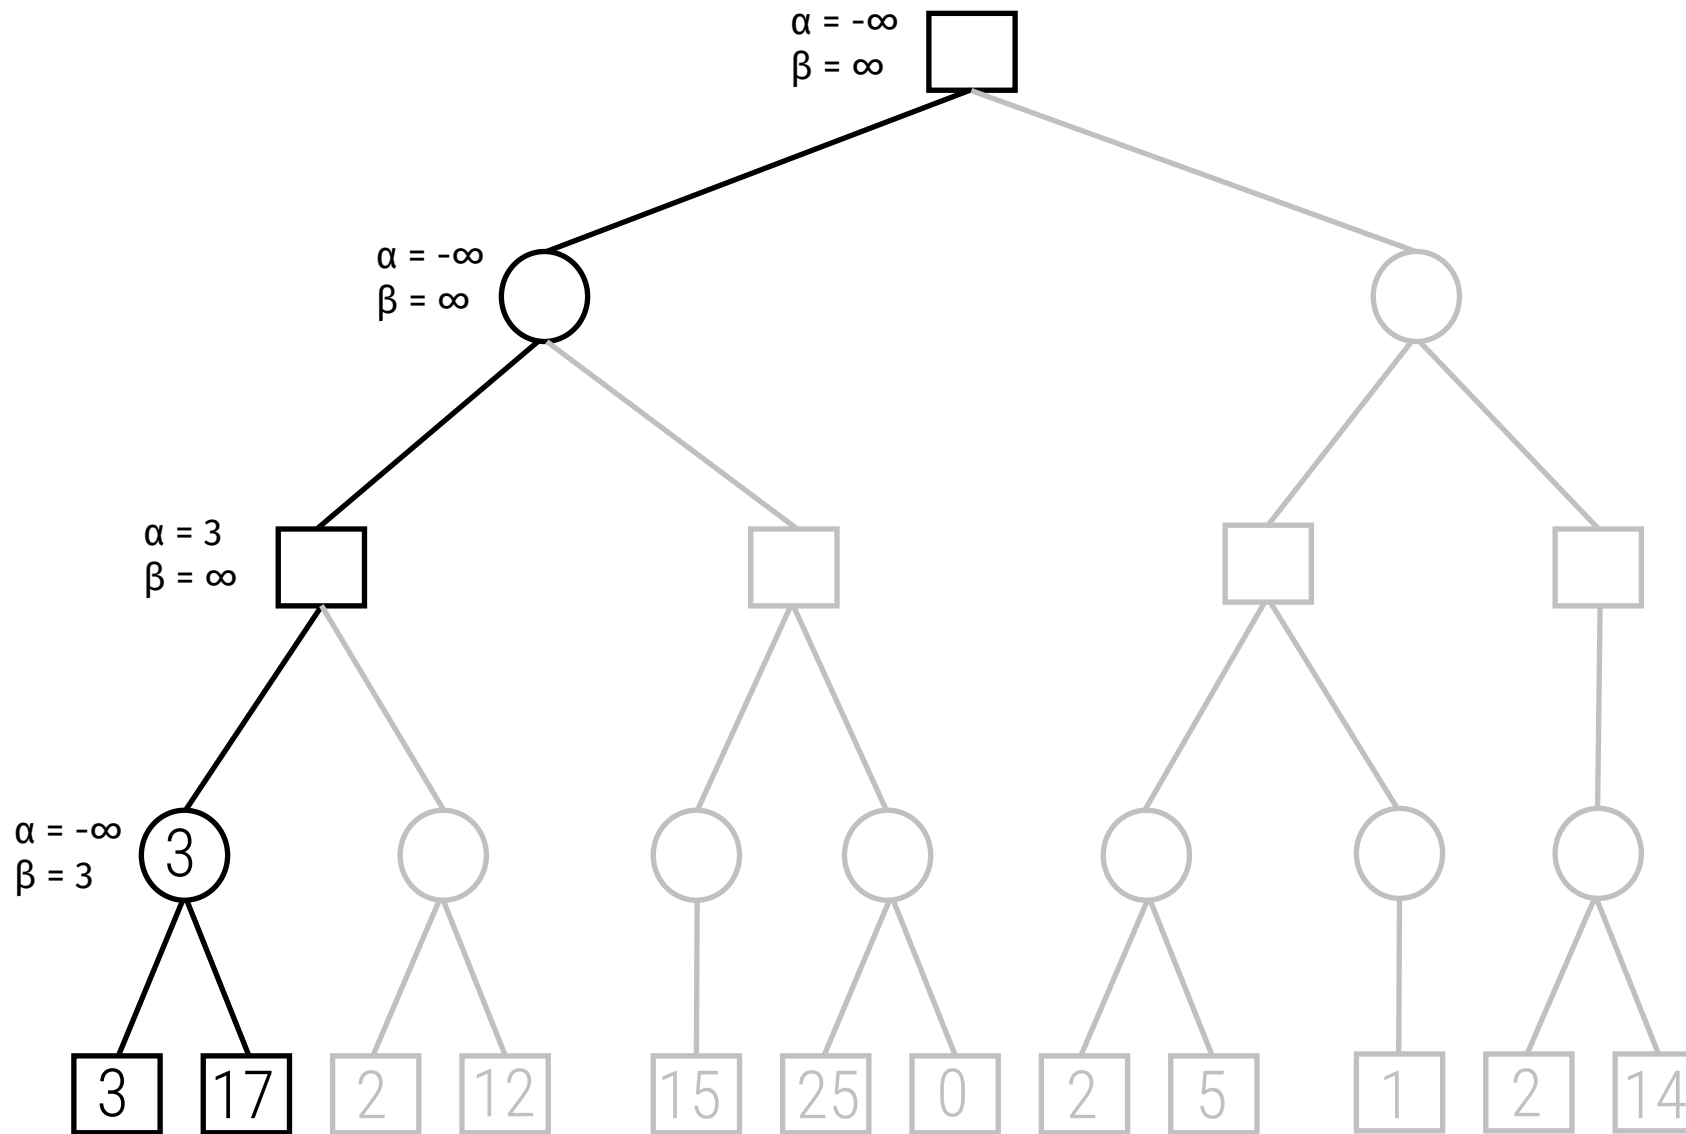 α = -∞
β = ∞
α = -∞
β = ∞
α = 3
β = ∞
α = -∞
β = 3
3
3 17 2 12 15 25 0 2 5 1 2 14